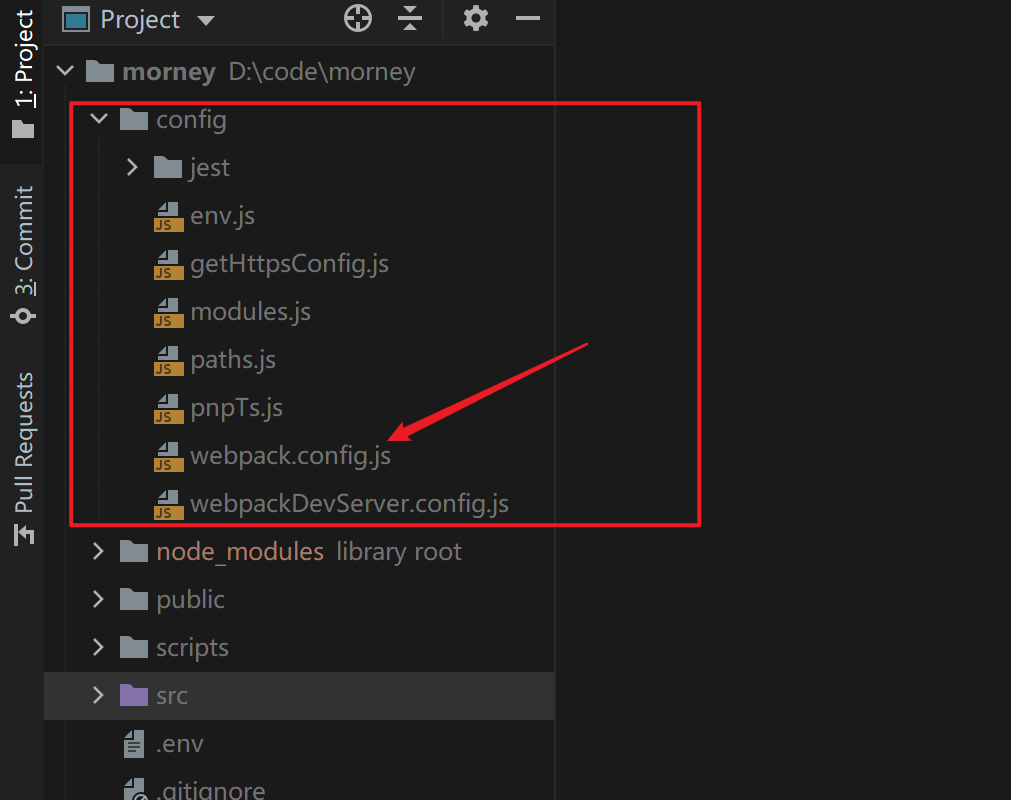 Project
1: Project
morney D:\code\morney
config
jest
env.js
getHttpsConfig.js
modules.js
paths.js
pnpTs.js
webpack.config.js
webpackDevServer.config.js
node_modules library root
public
scripts
src
.env
.gitignore
3: Commit
Pull Requests
JS
JS
JS
JS
JS
JS
JS